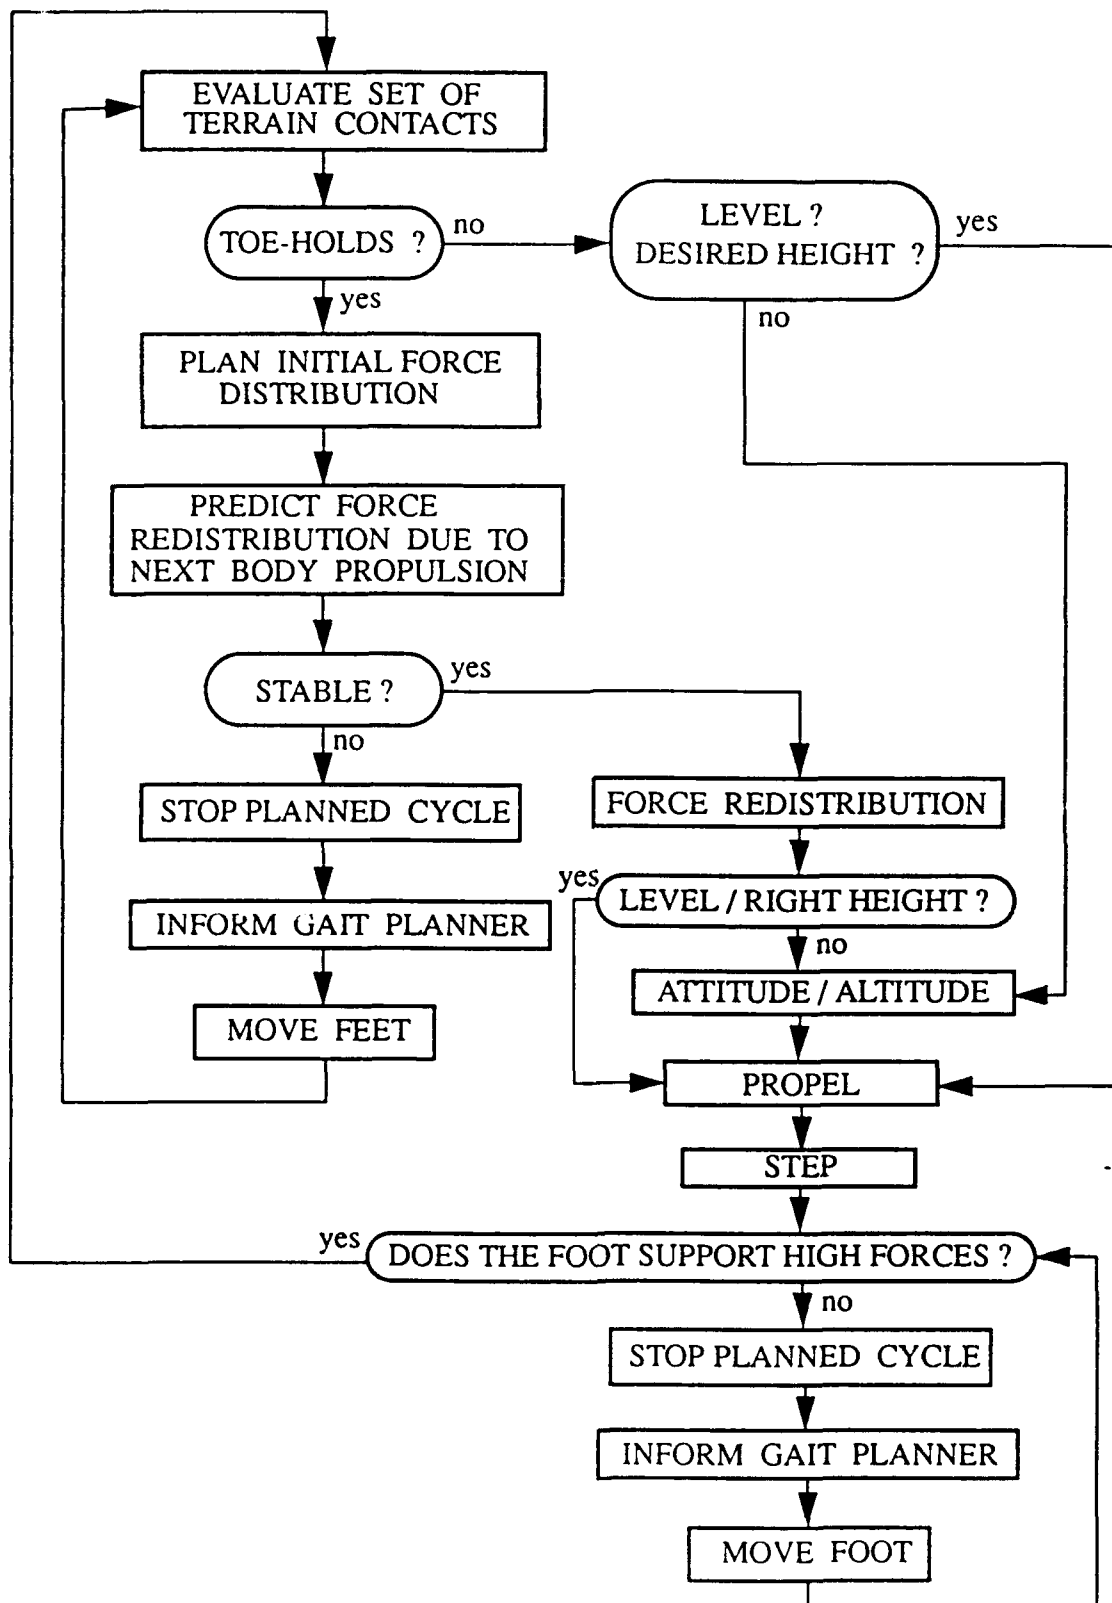 EVALUATE SET OF
TERRAIN CONTACTS
TOE-HOLDS ?
no
LEVEL ?
DESIRED HEIGHT ?
yes
yes
no
PLAN INITIAL FORCE
DISTRIBUTION
PREDICT FORCE
REDISTRIBUTION DUE TO
NEXT BODY PROPULSION
STABLE ?
yes
no
STOP PLANNED CYCLE
FORCE REDISTRIBUTION
yes
LEVEL / RIGHT HEIGHT ?
INFORM GAIT PLANNER
no
ATTITUDE / ALTITUDE
MOVE FEET
PROPEL
STEP
yes
DOES THE FOOT SUPPORT HIGH FORCES ?
no
STOP PLANNED CYCLE
INFORM GAIT PLANNER
MOVE FOOT